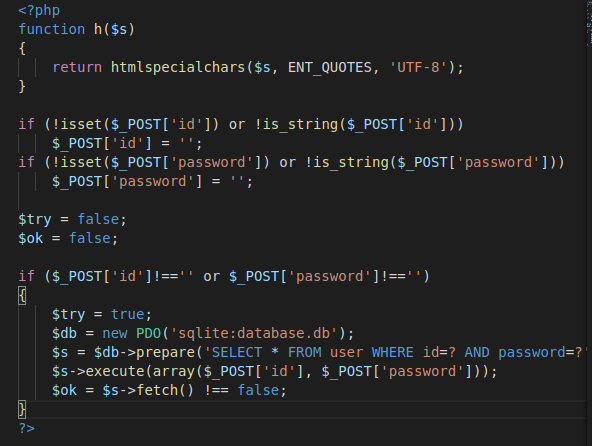 <?php
function h($s)
{
    return htmlspecialchars($s, ENT_QUOTES, 'UTF-8');
}
if (!isset($_POST['id']) or !is_string($_POST['id']))
    $_POST['id'] = '';
if (!isset($_POST['password']) or !is_string($_POST['password']))
    $_POST['password'] = '';
$try = false;
$ok = false;
if ($_POST['id']!=='' or $_POST['password']!=='')
{
    $try = true;
    $db = new PDO('sqlite:database.db');
    $s = $db->prepare('SELECT * FROM user WHERE id=? AND password=?'
    $s->execute(array($_POST['id'], $_POST['password']));
    $ok = $s->fetch() !== false;
}
?>